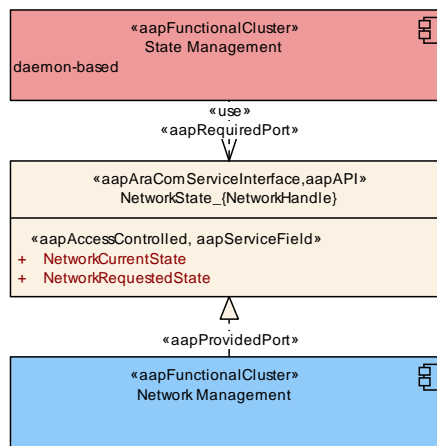 «aapFunctionalCluster»
State Management
daemon-based
«use»
«aapRequiredPort»
«aapAraComServiceInterface,aapAPI»
NetworkState_{NetworkHandle}
«aapAccessControlled, aapServiceField»
+ NetworkCurrentState
+ NetworkRequestedState
«aapProvidedPort»
«aapFunctionalCluster»
Network Management